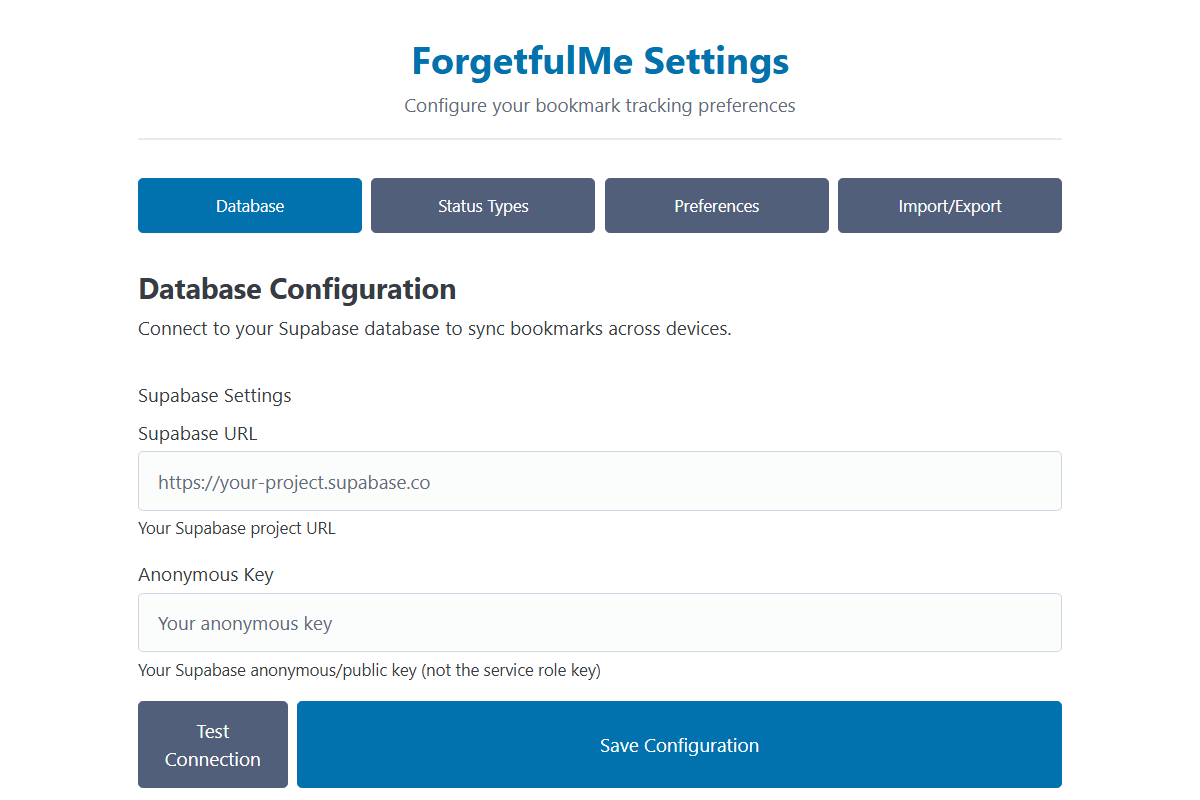 ForgetfulMe Settings
Configure your bookmark tracking preferences
Database
Status Types
Preferences
Import/Export
Database Configuration
Connect to your Supabase database to sync bookmarks across devices.
Supabase Settings
Supabase URL
https://your-project.supabase.co
Your Supabase project URL
Anonymous Key
Your anonymous key
Your Supabase anonymous/public key (not the service role key)
Test
Connection
Save Configuration